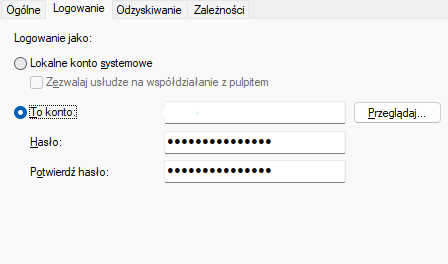 Ogólne Logowanie Odzyskiwanie Zależności
Logowanie jako:
Lokalne konto systemowe
Zezwalaj usłudze na współdziałanie z pulpitem
To konto:
Przeglądaj...
Hasło: •••••••••••••••
Potwierdź hasło: •••••••••••••••